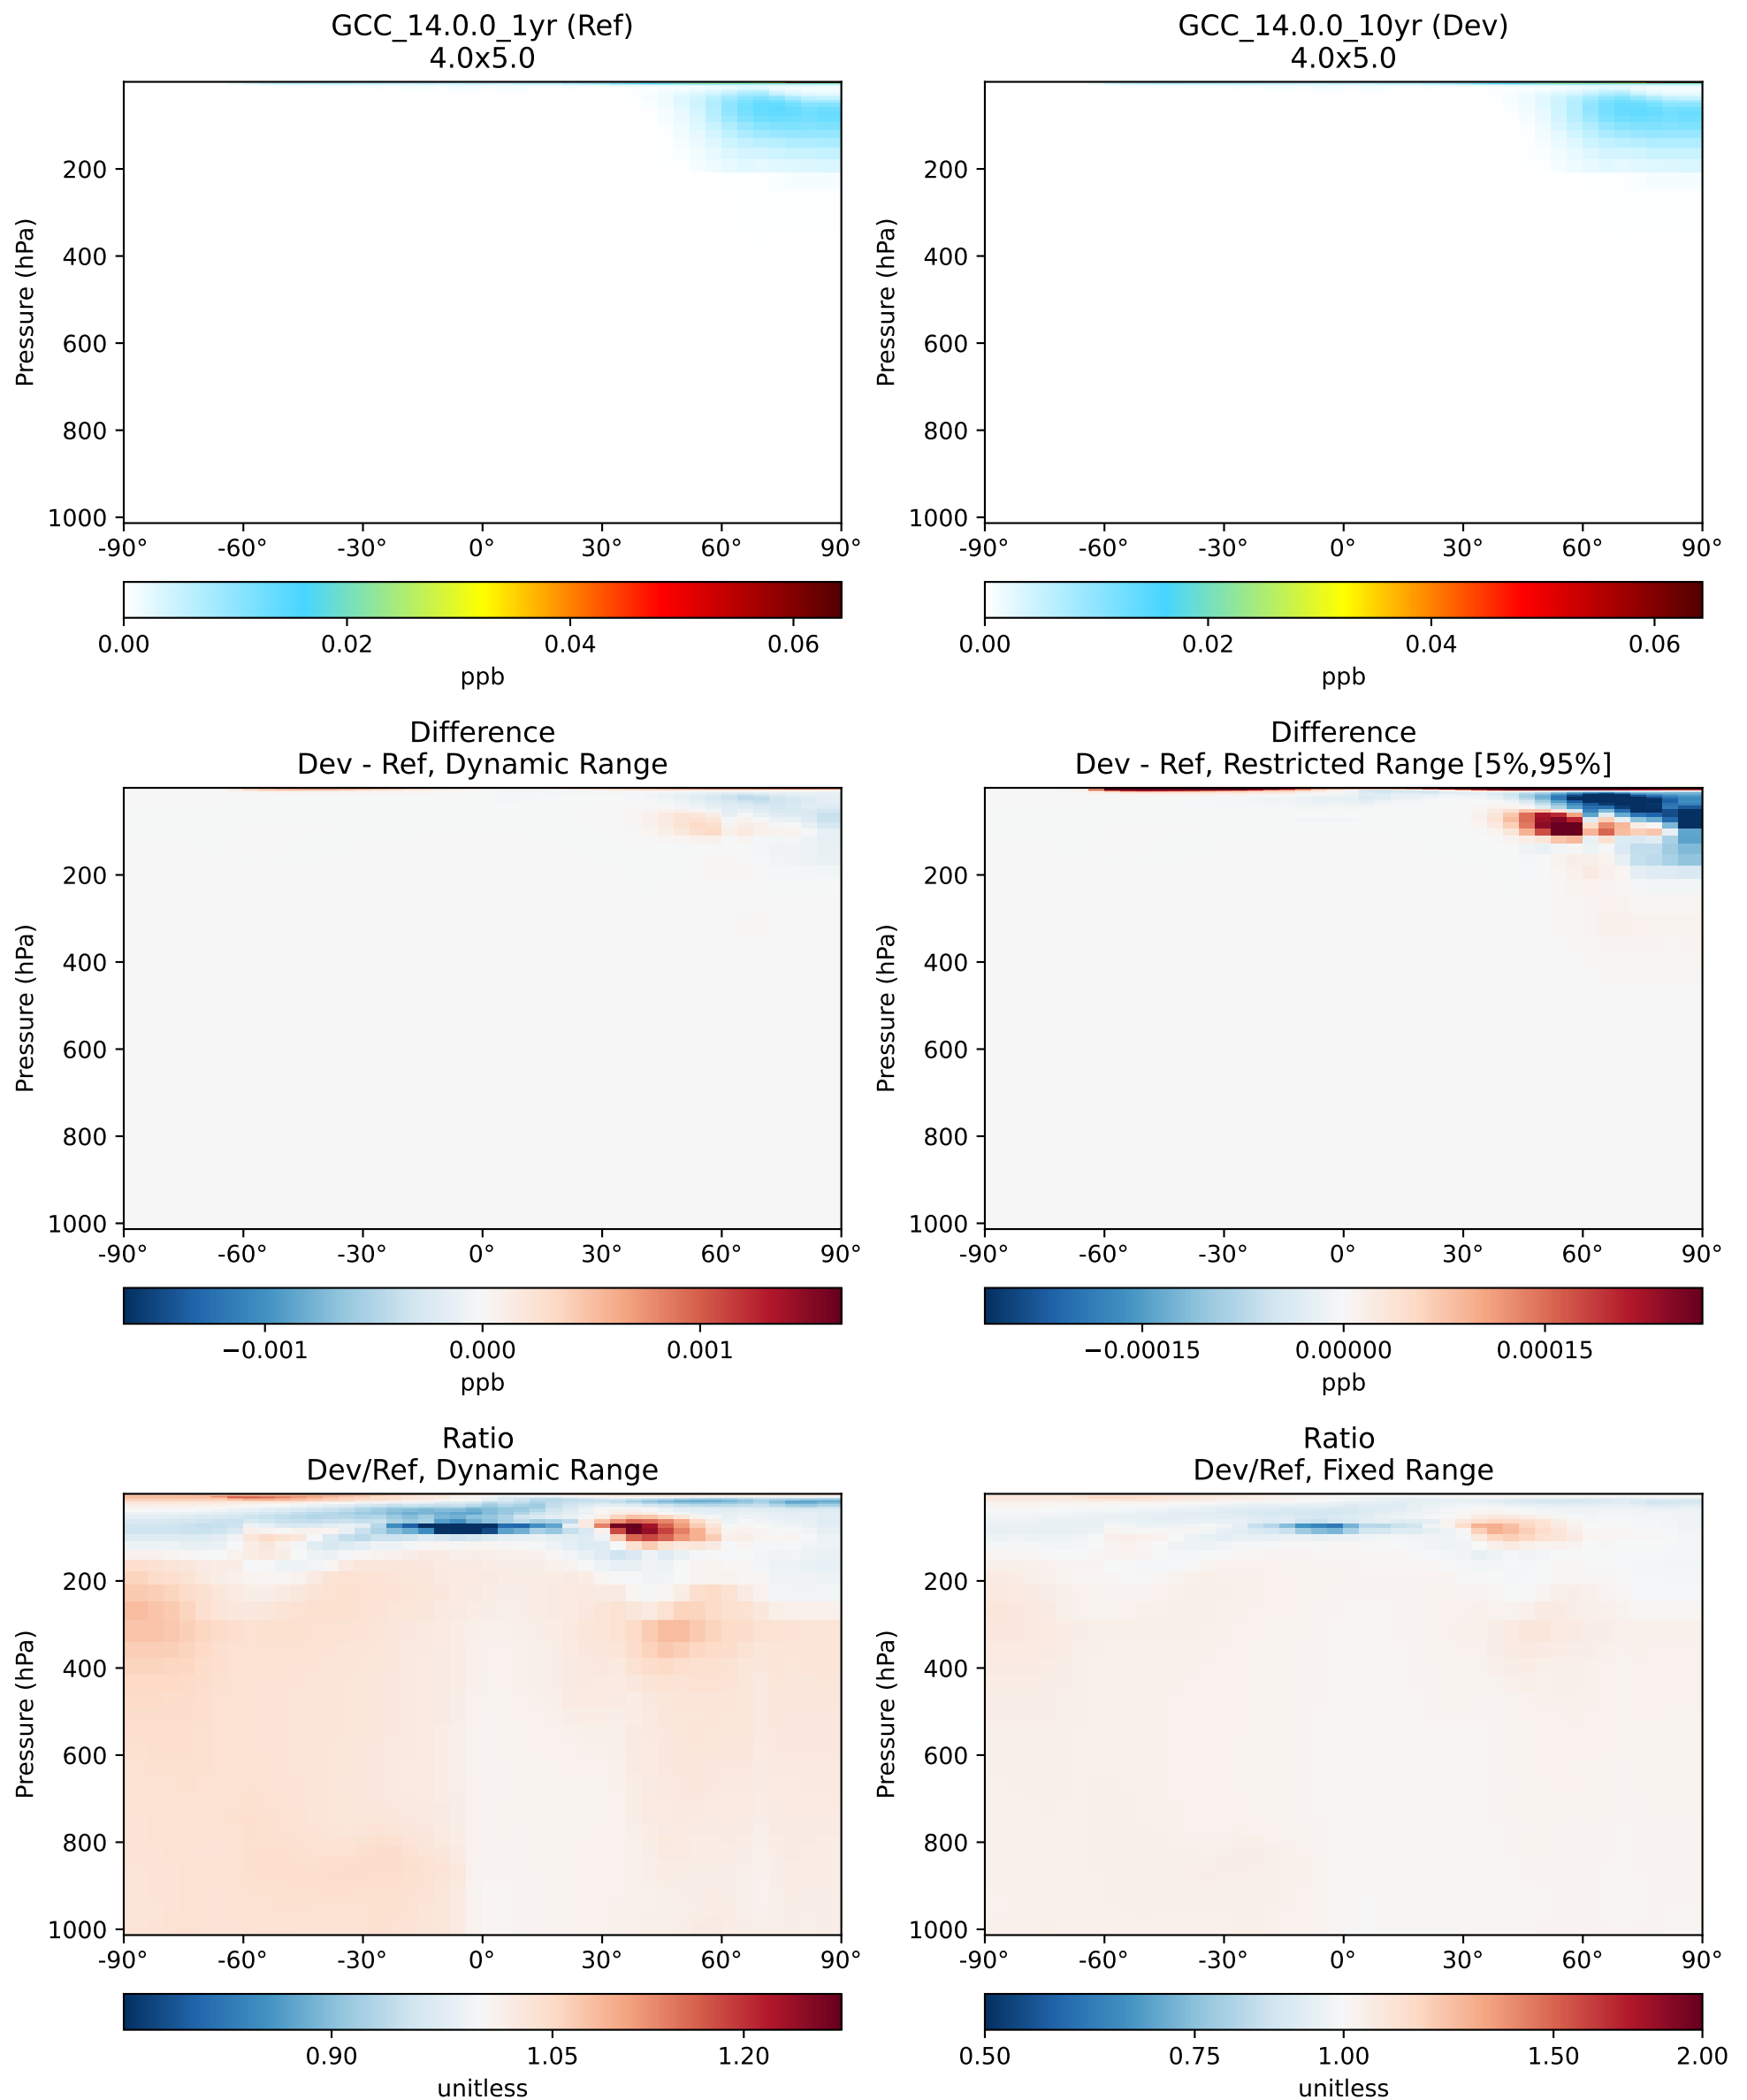 GCC_14.0.0_1yr (Ref)
4.0x5.0
Pressure (hPa)
200
400
600
800
1000
-90° -60° -30° 0° 30° 60° 90°
0.00 0.02 0.04 0.06
ppb
GCC_14.0.0_10yr (Dev)
4.0x5.0
Pressure (hPa)
200
400
600
800
1000
-90° -60° -30° 0° 30° 60° 90°
0.00 0.02 0.04 0.06
ppb
Difference
Dev - Ref, Dynamic Range
Pressure (hPa)
200
400
600
800
1000
-90° -60° -30° 0° 30° 60° 90°
−0.001 0.000 0.001
ppb
Difference
Dev - Ref, Restricted Range [5%,95%]
Pressure (hPa)
200
400
600
800
1000
-90° -60° -30° 0° 30° 60° 90°
−0.00015 0.00000 0.00015
ppb
Ratio
Dev/Ref, Dynamic Range
Pressure (hPa)
200
400
600
800
1000
-90° -60° -30° 0° 30° 60° 90°
0.90 1.05 1.20
unitless
Ratio
Dev/Ref, Fixed Range
Pressure (hPa)
200
400
600
800
1000
-90° -60° -30° 0° 30° 60° 90°
0.50 0.75 1.00 1.50 2.00
unitless